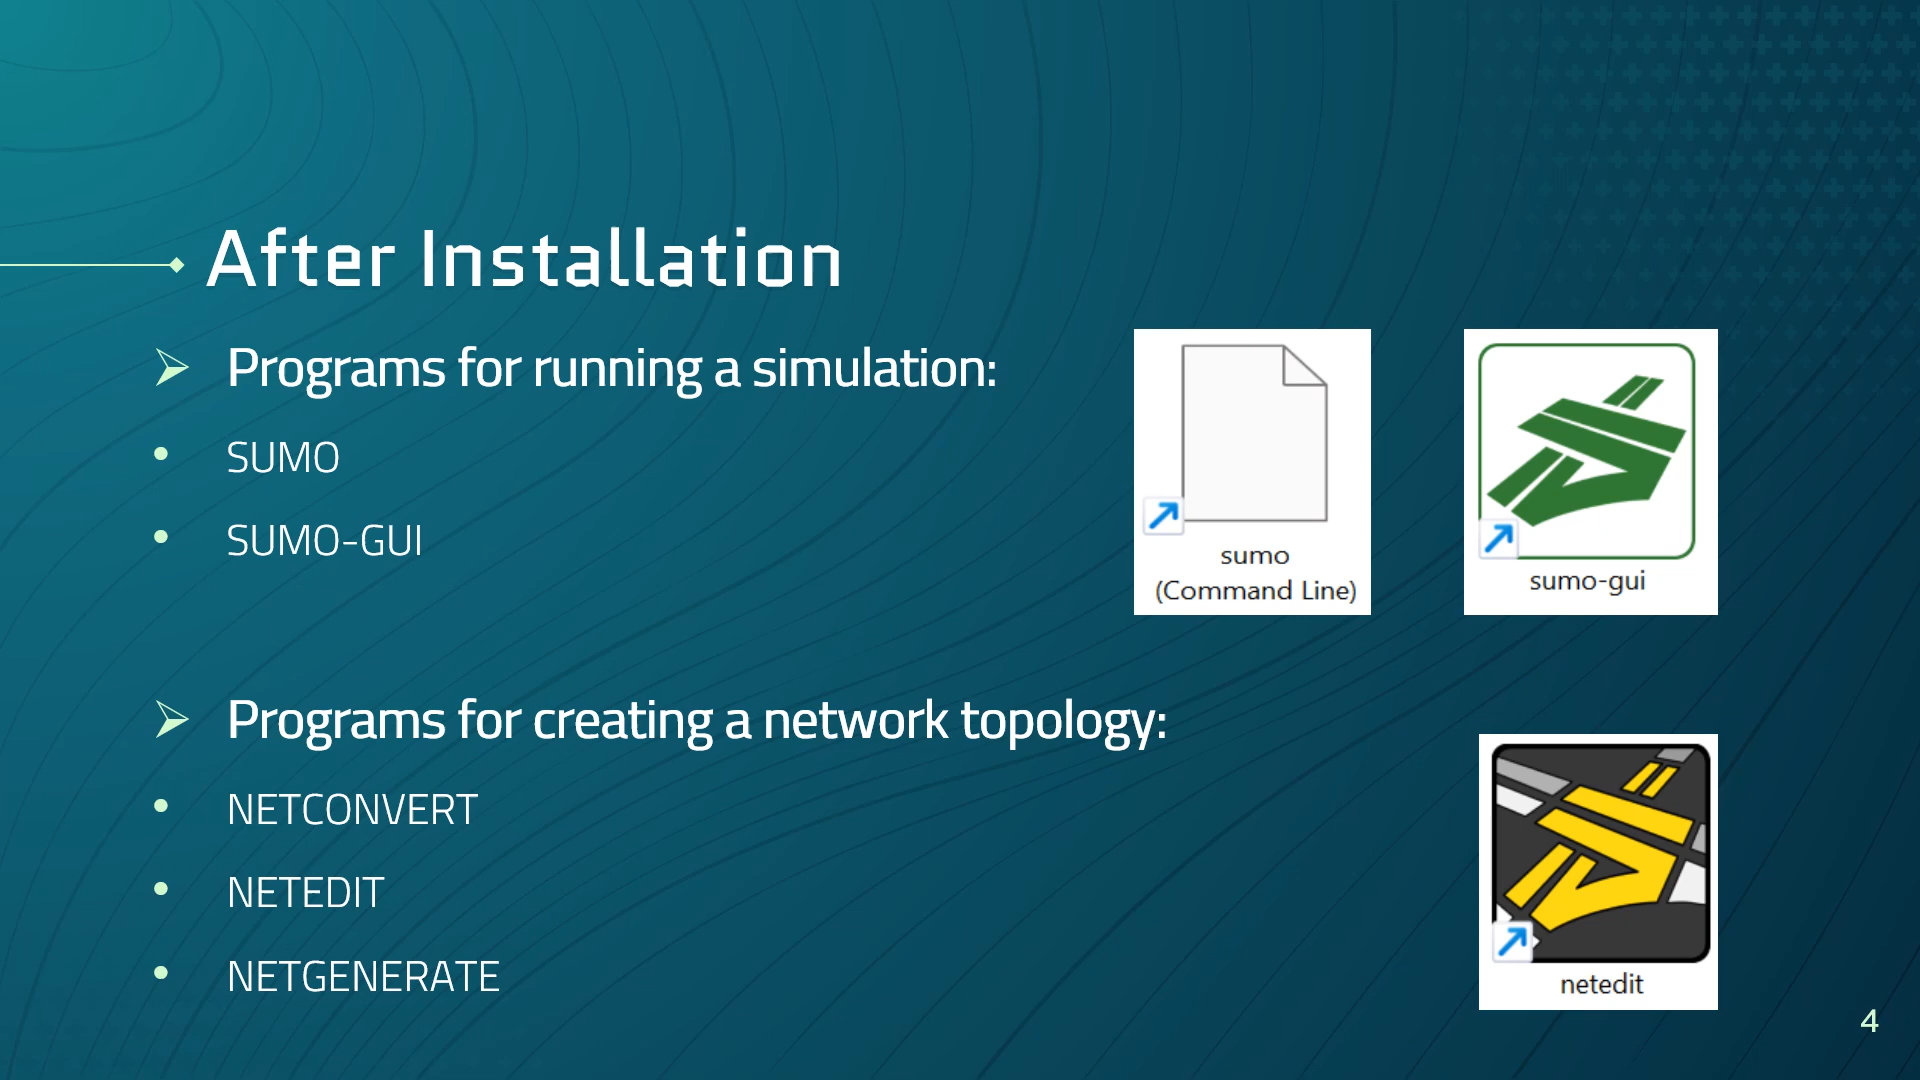 After Installation
Programs for running a simulation:
SUMO
SUMO-GUI
sumo
(Command Line)
sumo-gui
Programs for creating a network topology:
NETCONVERT
NETEDIT
NETGENERATE
netedit
4